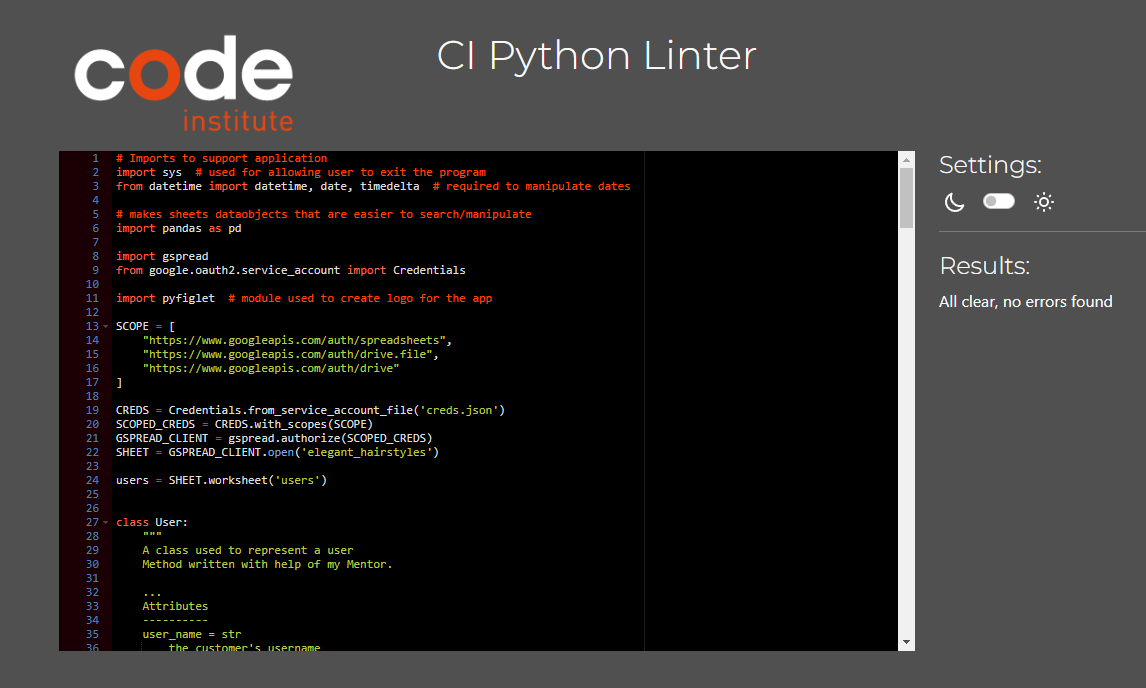 code
institute
CI Python Linter
1 # Imports to support application
2 import sys  # used for allowing user to exit the program
3 from datetime import datetime, date, timedelta  # required to manipulate dates
4
5 # makes sheets dataobjects that are easier to search/manipulate
6 import pandas as pd
7
8 import gspread
9 from google.oauth2.service_account import Credentials
10
11 import pyfiglet  # module used to create logo for the app
12
13 SCOPE = [
14     "https://www.googleapis.com/auth/spreadsheets",
15     "https://www.googleapis.com/auth/drive.file",
16     "https://www.googleapis.com/auth/drive"
17 ]
18
19 CREDS = Credentials.from_service_account_file('creds.json')
20 SCOPED_CREDS = CREDS.with_scopes(SCOPE)
21 GSPREAD_CLIENT = gspread.authorize(SCOPED_CREDS)
22 SHEET = GSPREAD_CLIENT.open('elegant_hairstyles')
23
24 users = SHEET.worksheet('users')
25
26
27 class User:
28     """
29     A class used to represent a user
30     Method written with help of my Mentor.
31
32     ...
33     Attributes
34     ----------
35     user_name = str
36         the customer's username
Settings:
Results:
All clear, no errors found